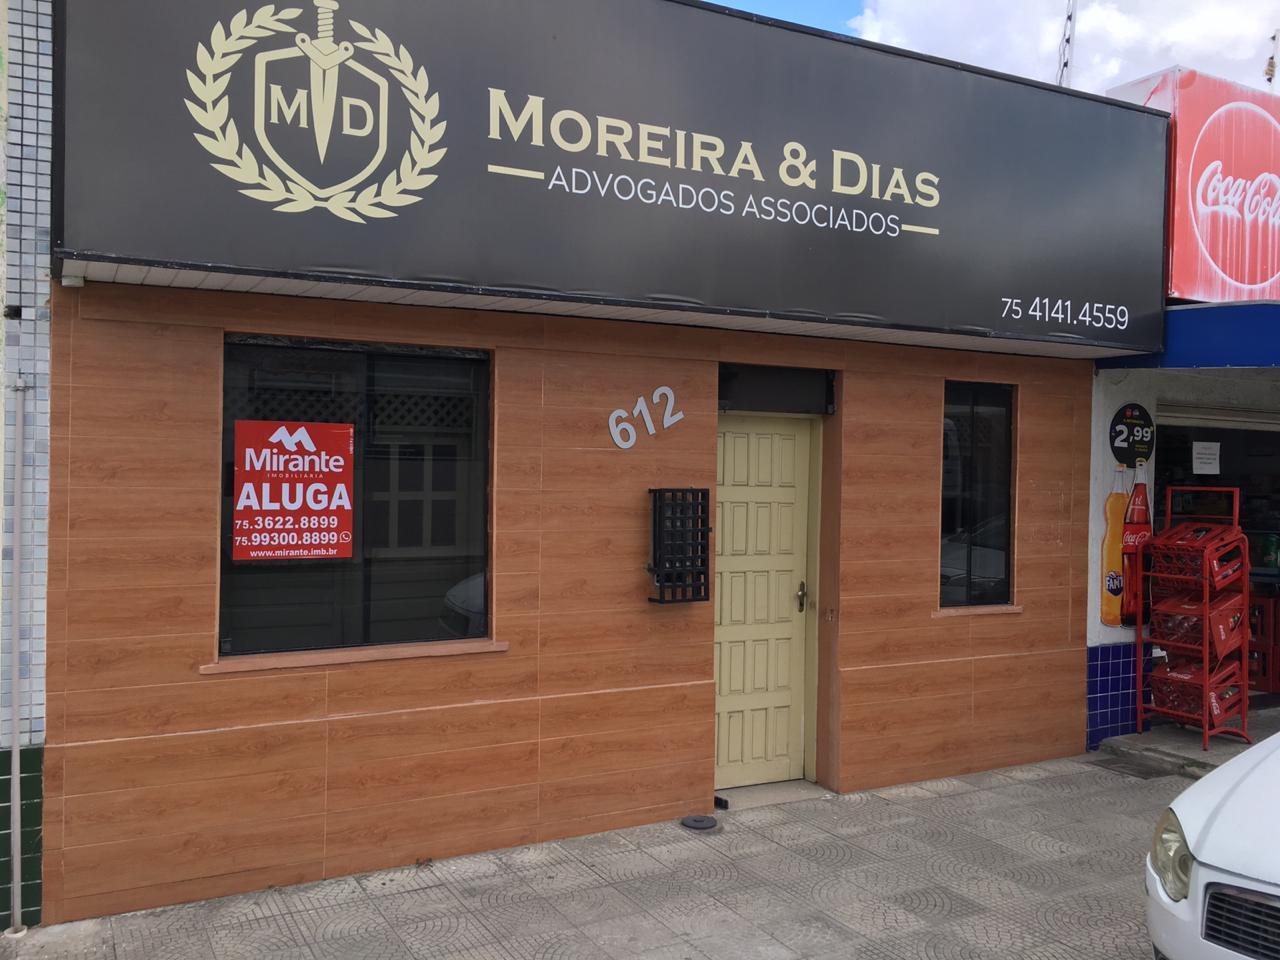 M D
MOREIRA & DIAS
ADVOGADOS ASSOCIADOS
75 4141.4559
Coca-Cola
612
Mirante
IMOBILIÁRIA
ALUGA
75.3622.8899
75.99300.8899
www.mirante.imb.br
2,99
Coca-Cola
FANTA